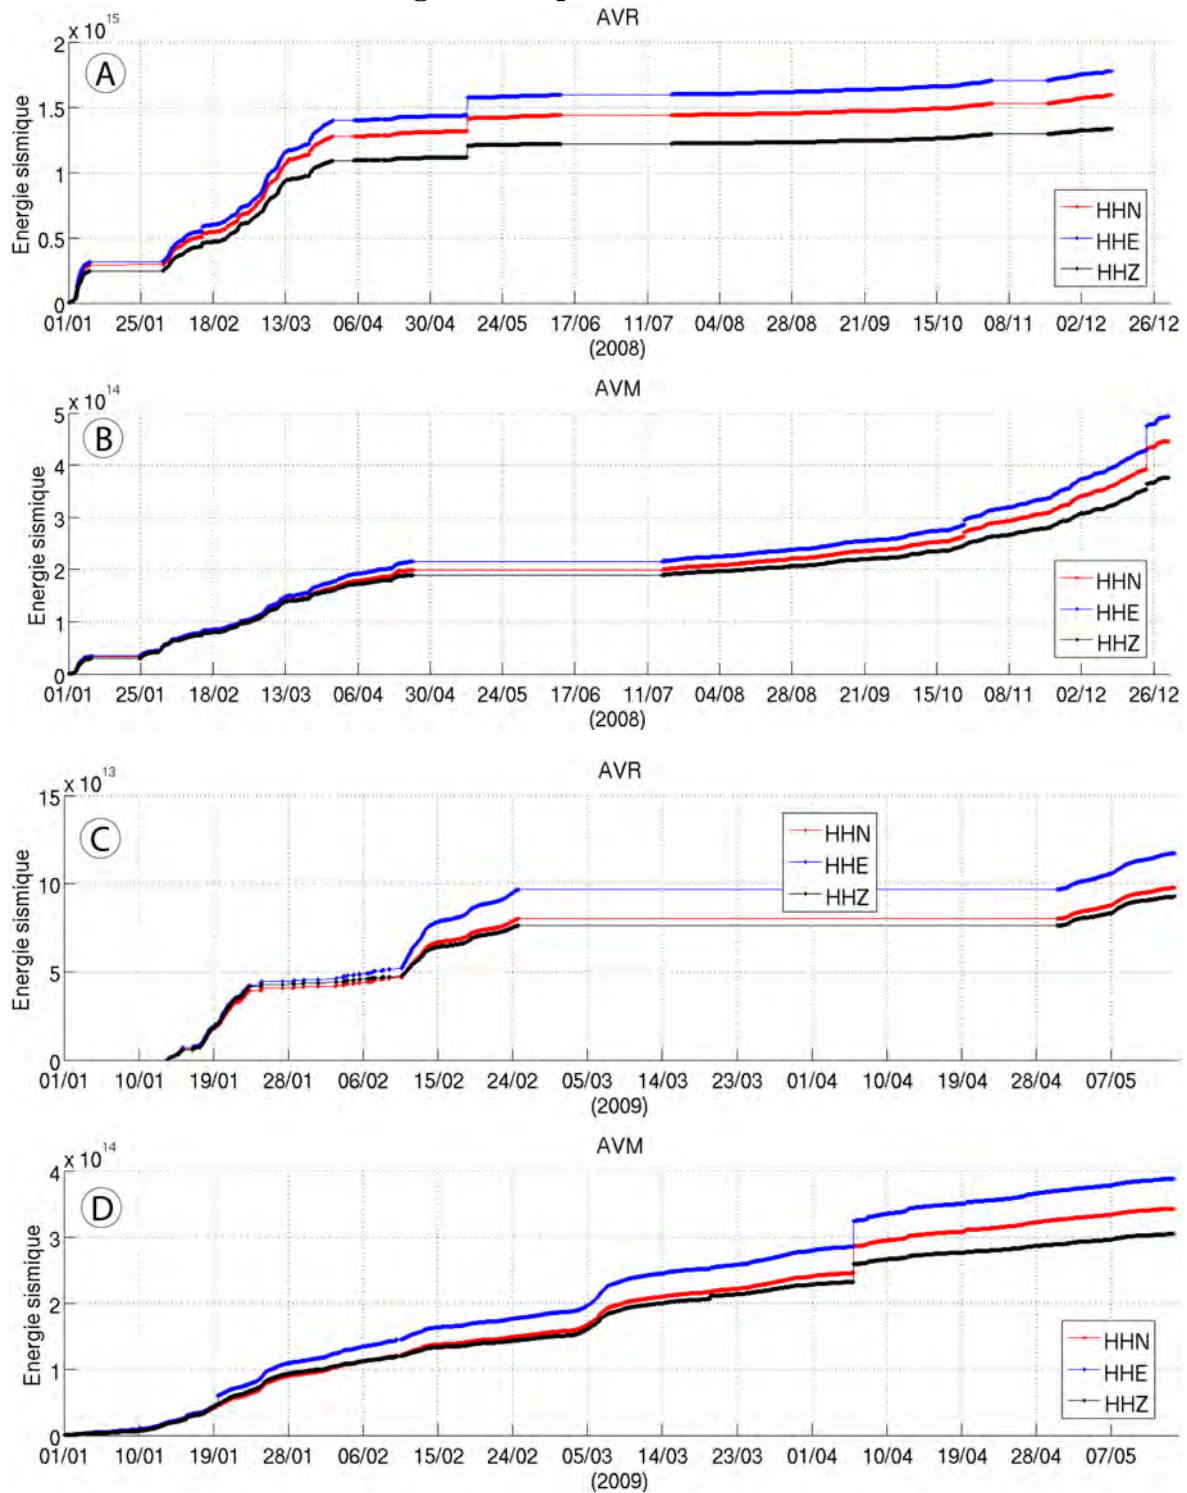 AVR
x 10^15
A
2
1.5
1
0.5
0
Energie sismique
HHN
HHE
HHZ
01/01 25/01 18/02 13/03 06/04 30/04 24/05 17/06 11/07 04/08 28/08 21/09 15/10 08/11 02/12 26/12
(2008)
AVM
x 10^14
B
5
4
3
2
1
0
Energie sismique
HHN
HHE
HHZ
01/01 25/01 18/02 13/03 06/04 30/04 24/05 17/06 11/07 04/08 28/08 21/09 15/10 08/11 02/12 26/12
(2008)
AVR
x 10^13
C
15
10
5
0
Energie sismique
HHN
HHE
HHZ
01/01 10/01 19/01 28/01 06/02 15/02 24/02 05/03 14/03 23/03 01/04 10/04 19/04 28/04 07/05
(2009)
AVM
x 10^14
D
4
3
2
1
0
Energie sismique
HHN
HHE
HHZ
01/01 10/01 19/01 28/01 06/02 15/02 24/02 05/03 14/03 23/03 01/04 10/04 19/04 28/04 07/05
(2009)